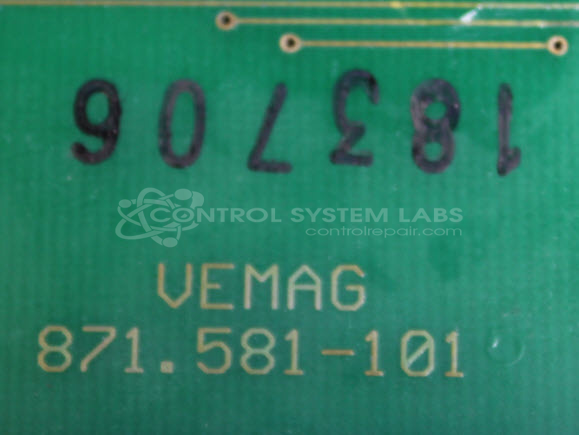 183706
CONTROL SYSTEM LABS
controlrepair.com
VEMAG
871.581-101